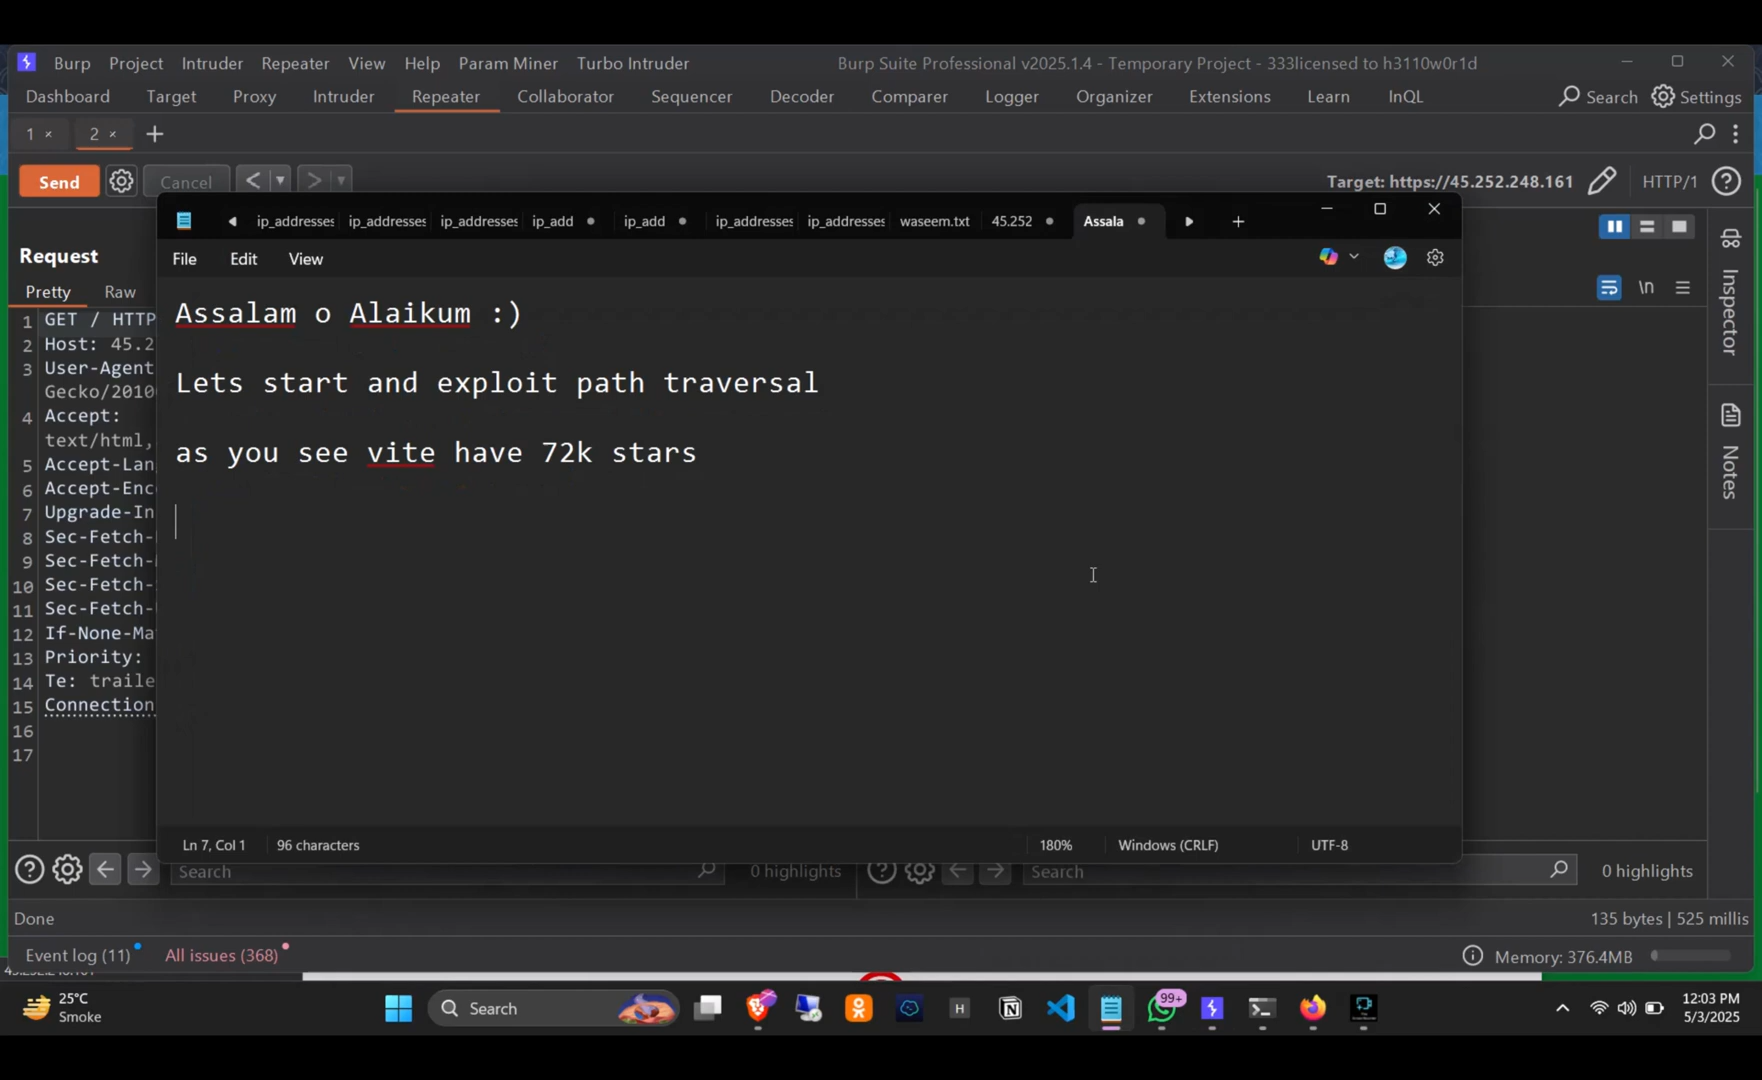 Burp Project Intruder Repeater View Help Param Miner Turbo Intruder Burp Suite Professional v2025.1.4 - Temporary Project - 333licensed to h3110w0r1d
Dashboard Target Proxy Intruder Repeater Collaborator Sequencer Decoder Comparer Logger Organizer Extensions Learn InQL Search Settings
1 × 2 × +
Send Cancel < > Target: https://45.252.248.161 HTTP/1
ip_addresses ip_addresses ip_addresses ip_add ip_add ip_addresses ip_addresses waseem.txt 45.252 Assala
Request
File Edit View
Pretty Raw \n
Inspector
Notes
1 GET / HTTP
2 Host: 45.2
3 User-Agent
Gecko/2010
4 Accept:
text/html,
5 Accept-Lan
6 Accept-Enc
7 Upgrade-In
8 Sec-Fetch-
9 Sec-Fetch-
10 Sec-Fetch-
11 Sec-Fetch-
12 If-None-Ma
13 Priority:
14 Te: traile
15 Connection
16
17
Assalam o Alaikum :)
Lets start and exploit path traversal
as you see vite have 72k stars
Ln 7, Col 1 96 characters 180% Windows (CRLF) UTF-8
Search 0 highlights Search 0 highlights
Done 135 bytes | 525 millis
Event log (11) All issues (368) Memory: 376.4MB
25°C
Smoke
Search
H
99+
12:03 PM
5/3/2025